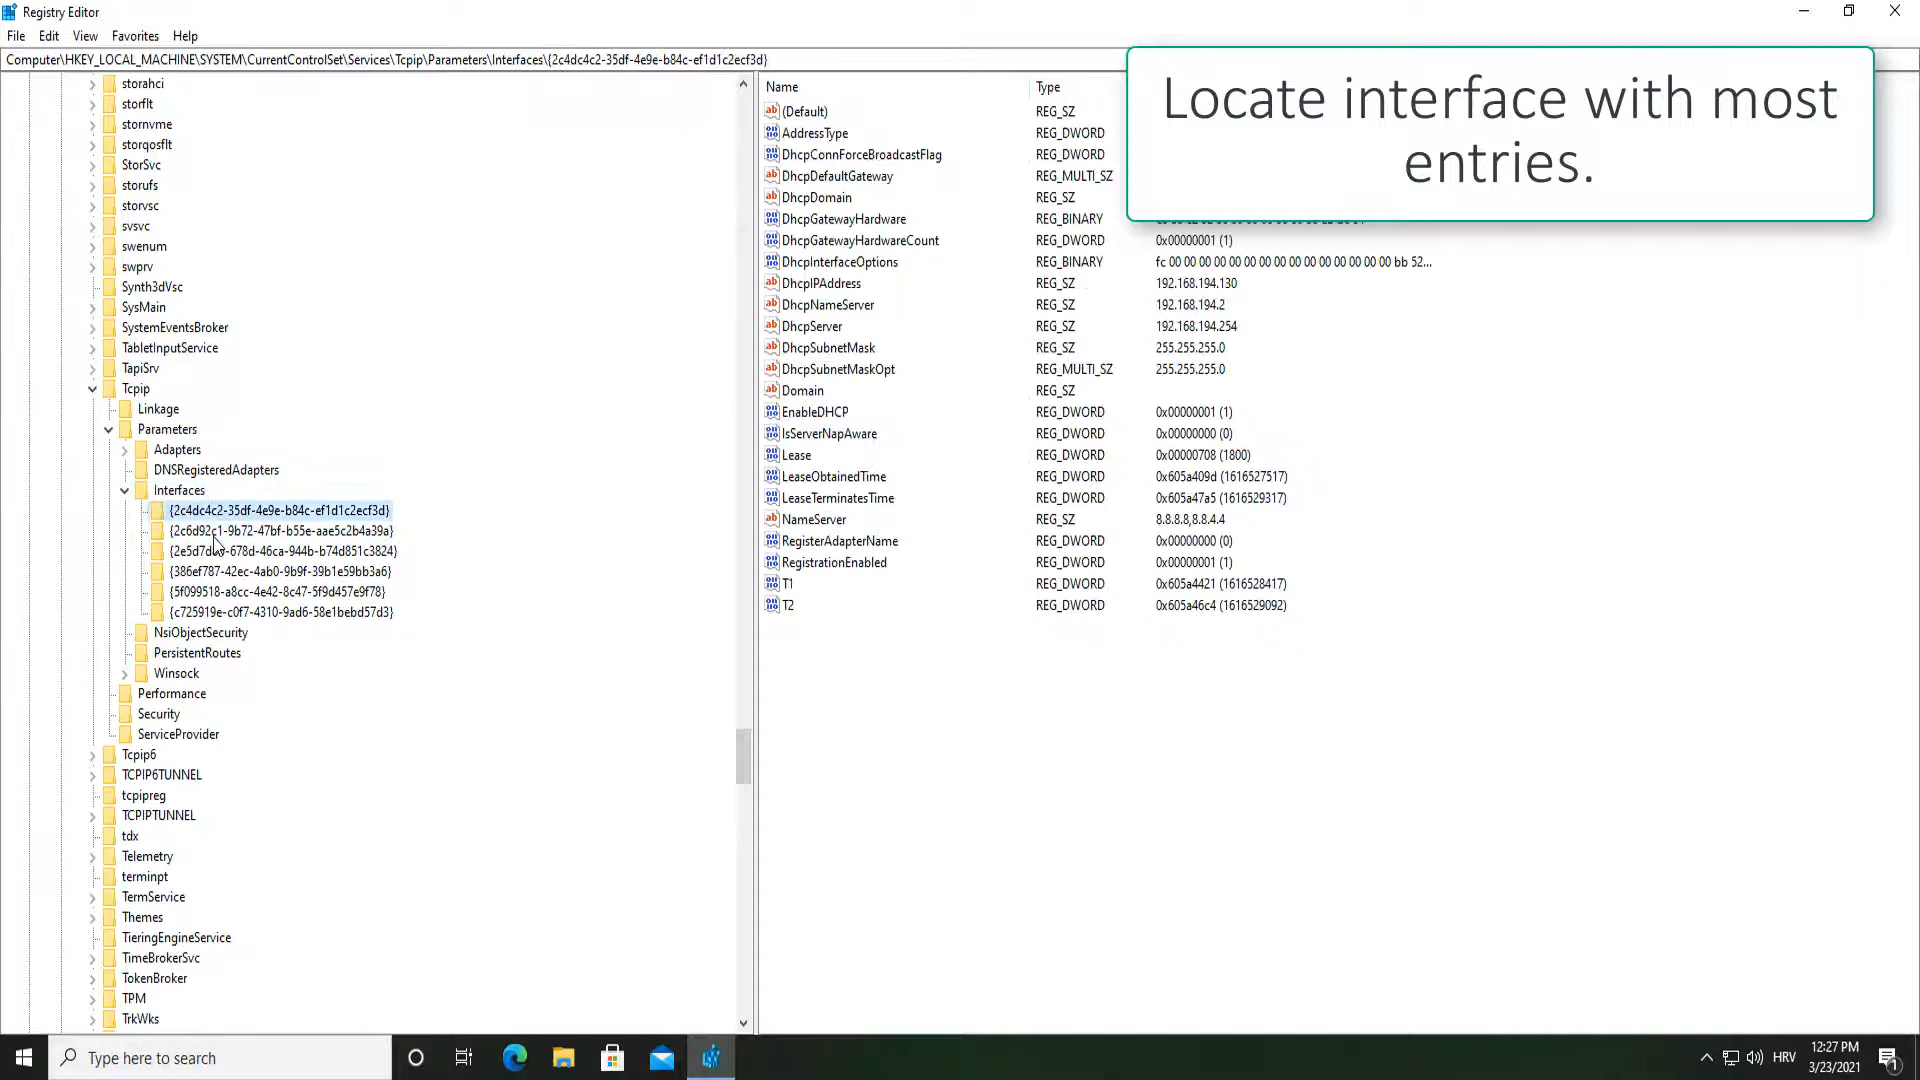 Registry Editor
File Edit View Favorites Help
Computer\HKEY_LOCAL_MACHINE\SYSTEM\CurrentControlSet\Services\Tcpip\Parameters\Interfaces\{2c4dc4c2-35df-4e9e-b84c-ef1d1c2ecf3d}
Locate interface with most
entries.
storahci
storflt
stornvme
storqosflt
StorSvc
storufs
storvsc
svsvc
swenum
swprv
Synth3dVsc
SysMain
SystemEventsBroker
TabletInputService
TapiSrv
Tcpip
Linkage
Parameters
Adapters
DNSRegisteredAdapters
Interfaces
{2c4dc4c2-35df-4e9e-b84c-ef1d1c2ecf3d}
{2c6d92c1-9b72-47bf-b55e-aae5c2b4a39a}
-678d-46ca-944b-b74d851c3824}
{386ef787-42ec-4ab0-9b9f-39b1e59bb3a6}
{5f099518-a8cc-4e42-8c47-5f9d457e9f78}
{c725919e-c0f7-4310-9ad6-58e1bebd57d3}
NsiObjectSecurity
PersistentRoutes
Winsock
Performance
Security
ServiceProvider
Tcpip6
TCPIP6TUNNEL
tcpipreg
TCPIPTUNNEL
tdx
Telemetry
terminpt
TermService
Themes
TieringEngineService
TimeBrokerSvc
TokenBroker
TPM
TrkWks
Name Type
(Default) REG_SZ
AddressType REG_DWORD
DhcpConnForceBroadcastFlag REG_DWORD
DhcpDefaultGateway REG_MULTI_SZ
DhcpDomain REG_SZ
DhcpGatewayHardware REG_BINARY
DhcpGatewayHardwareCount REG_DWORD 0x00000001 (1)
DhcpInterfaceOptions REG_BINARY fc 00 00 00 00 00 00 00 00 00 00 00 00 00 00 00 bb 52...
DhcpIPAddress REG_SZ 192.168.194.130
DhcpNameServer REG_SZ 192.168.194.2
DhcpServer REG_SZ 192.168.194.254
DhcpSubnetMask REG_SZ 255.255.255.0
DhcpSubnetMaskOpt REG_MULTI_SZ 255.255.255.0
Domain REG_SZ
EnableDHCP REG_DWORD 0x00000001 (1)
IsServerNapAware REG_DWORD 0x00000000 (0)
Lease REG_DWORD 0x00000708 (1800)
LeaseObtainedTime REG_DWORD 0x605a409d (1616527517)
LeaseTerminatesTime REG_DWORD 0x605a47a5 (1616529317)
NameServer REG_SZ 8.8.8.8,8.8.4.4
RegisterAdapterName REG_DWORD 0x00000000 (0)
RegistrationEnabled REG_DWORD 0x00000001 (1)
T1 REG_DWORD 0x605a4421 (1616528417)
T2 REG_DWORD 0x605a46c4 (1616529092)
Type here to search
HRV
12:27 PM
3/23/2021
1